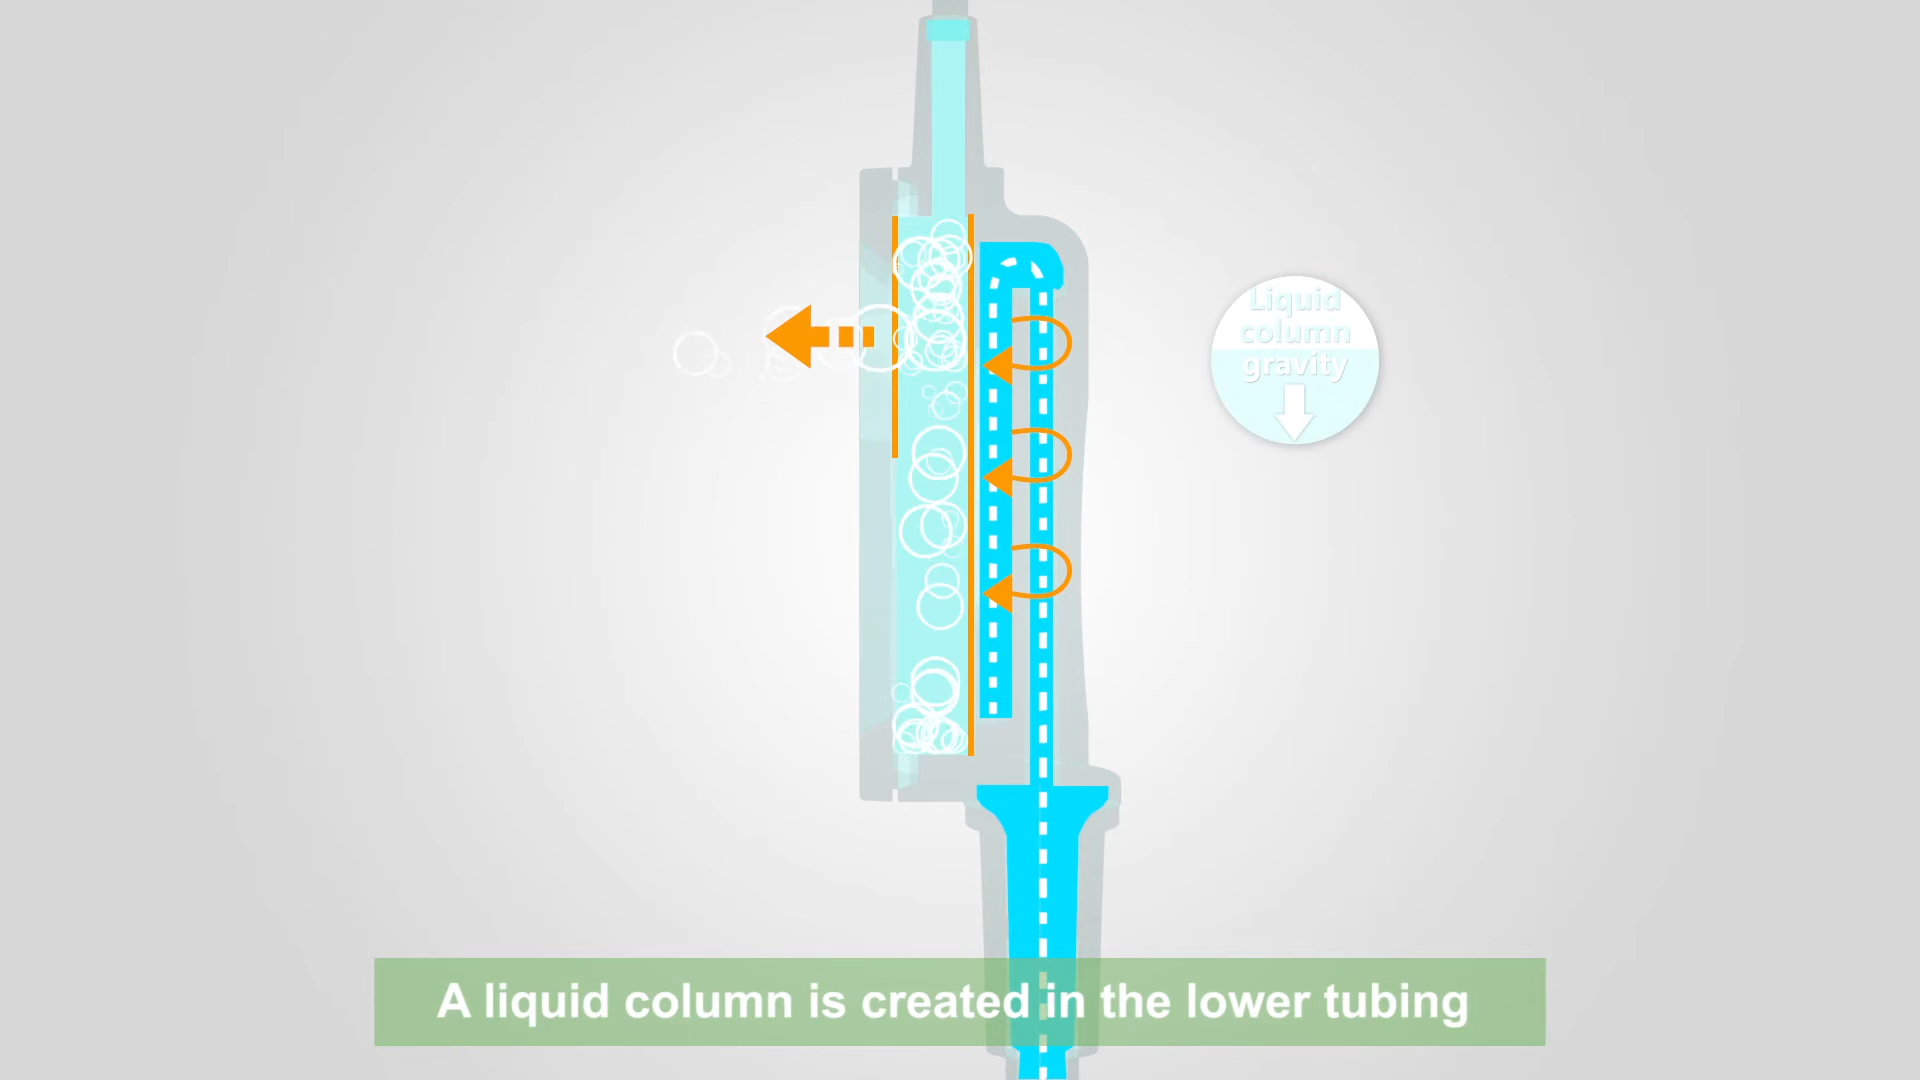 Liquid
column
gravity
A liquid column is created in the lower tubing